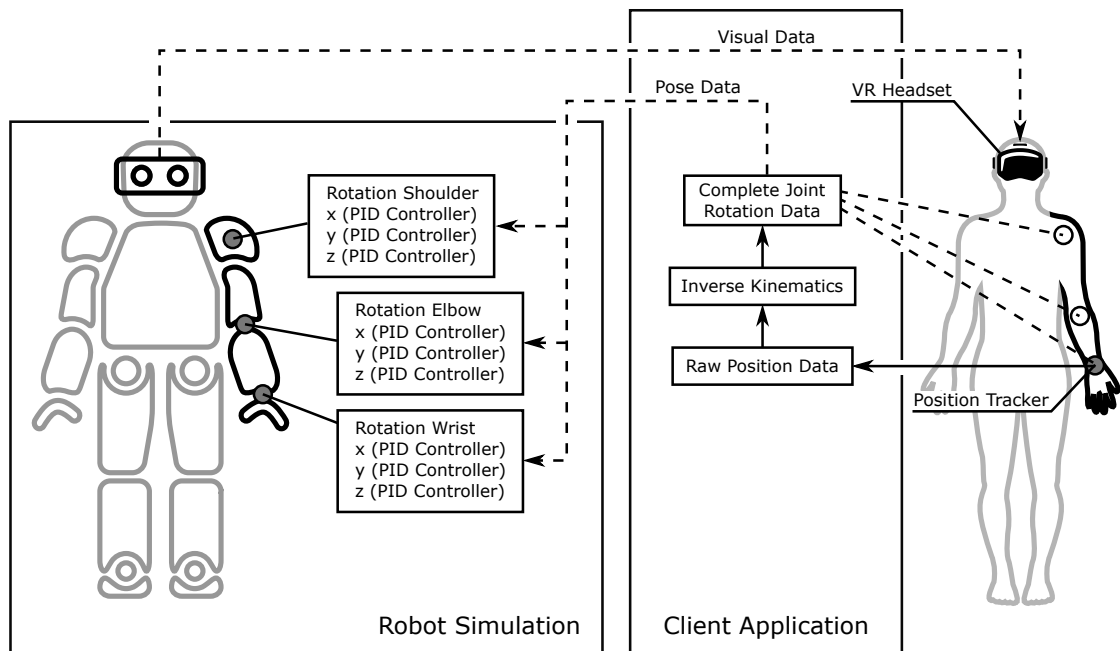 Visual Data
Pose Data
VR Headset
Rotation Shoulder
x (PID Controller)
y (PID Controller)
z (PID Controller)
Complete Joint
Rotation Data
Inverse Kinematics
Rotation Elbow
x (PID Controller)
y (PID Controller)
z (PID Controller)
Raw Position Data
Position Tracker
Rotation Wrist
x (PID Controller)
y (PID Controller)
z (PID Controller)
Robot Simulation
Client Application